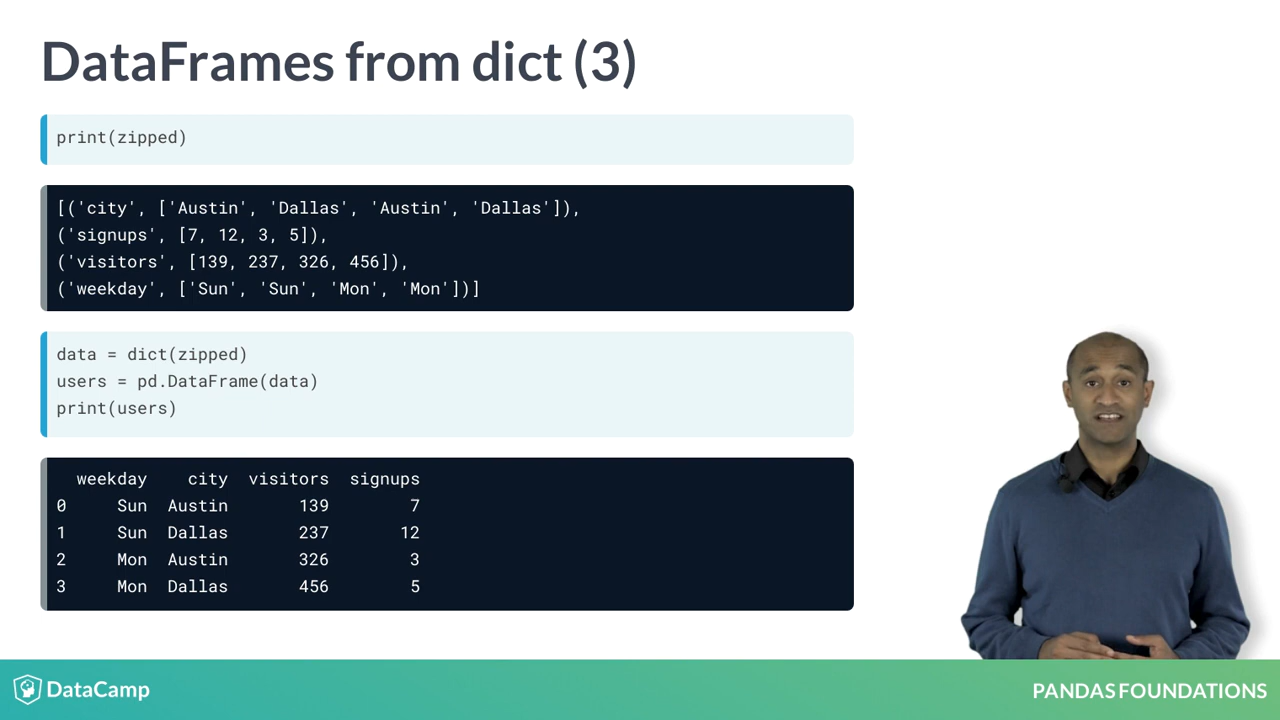 DataFrames from dict (3)
print(zipped)
[('city', ['Austin', 'Dallas', 'Austin', 'Dallas']),
('signups', [7, 12, 3, 5]),
('visitors', [139, 237, 326, 456]),
('weekday', ['Sun', 'Sun', 'Mon', 'Mon'])]
data = dict(zipped)
users = pd.DataFrame(data)
print(users)
weekday city visitors signups
0 Sun Austin 139 7
1 Sun Dallas 237 12
2 Mon Austin 326 3
3 Mon Dallas 456 5
DataCamp
PANDAS FOUNDATIONS